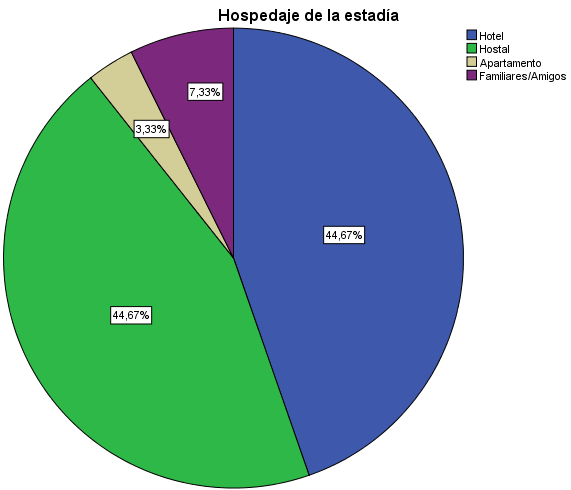 Hospedaje de la estadía
Hotel
Hostal
Apartamento
Familiares/Amigos
7,33%
3,33%
44,67%
44,67%